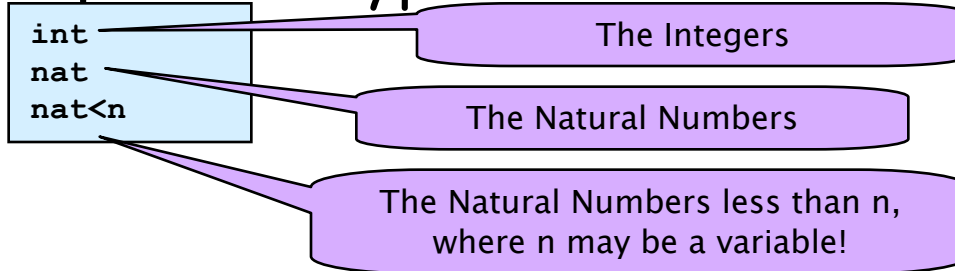 int
The Integers
nat
The Natural Numbers
nat<n
The Natural Numbers less than n,
where n may be a variable!